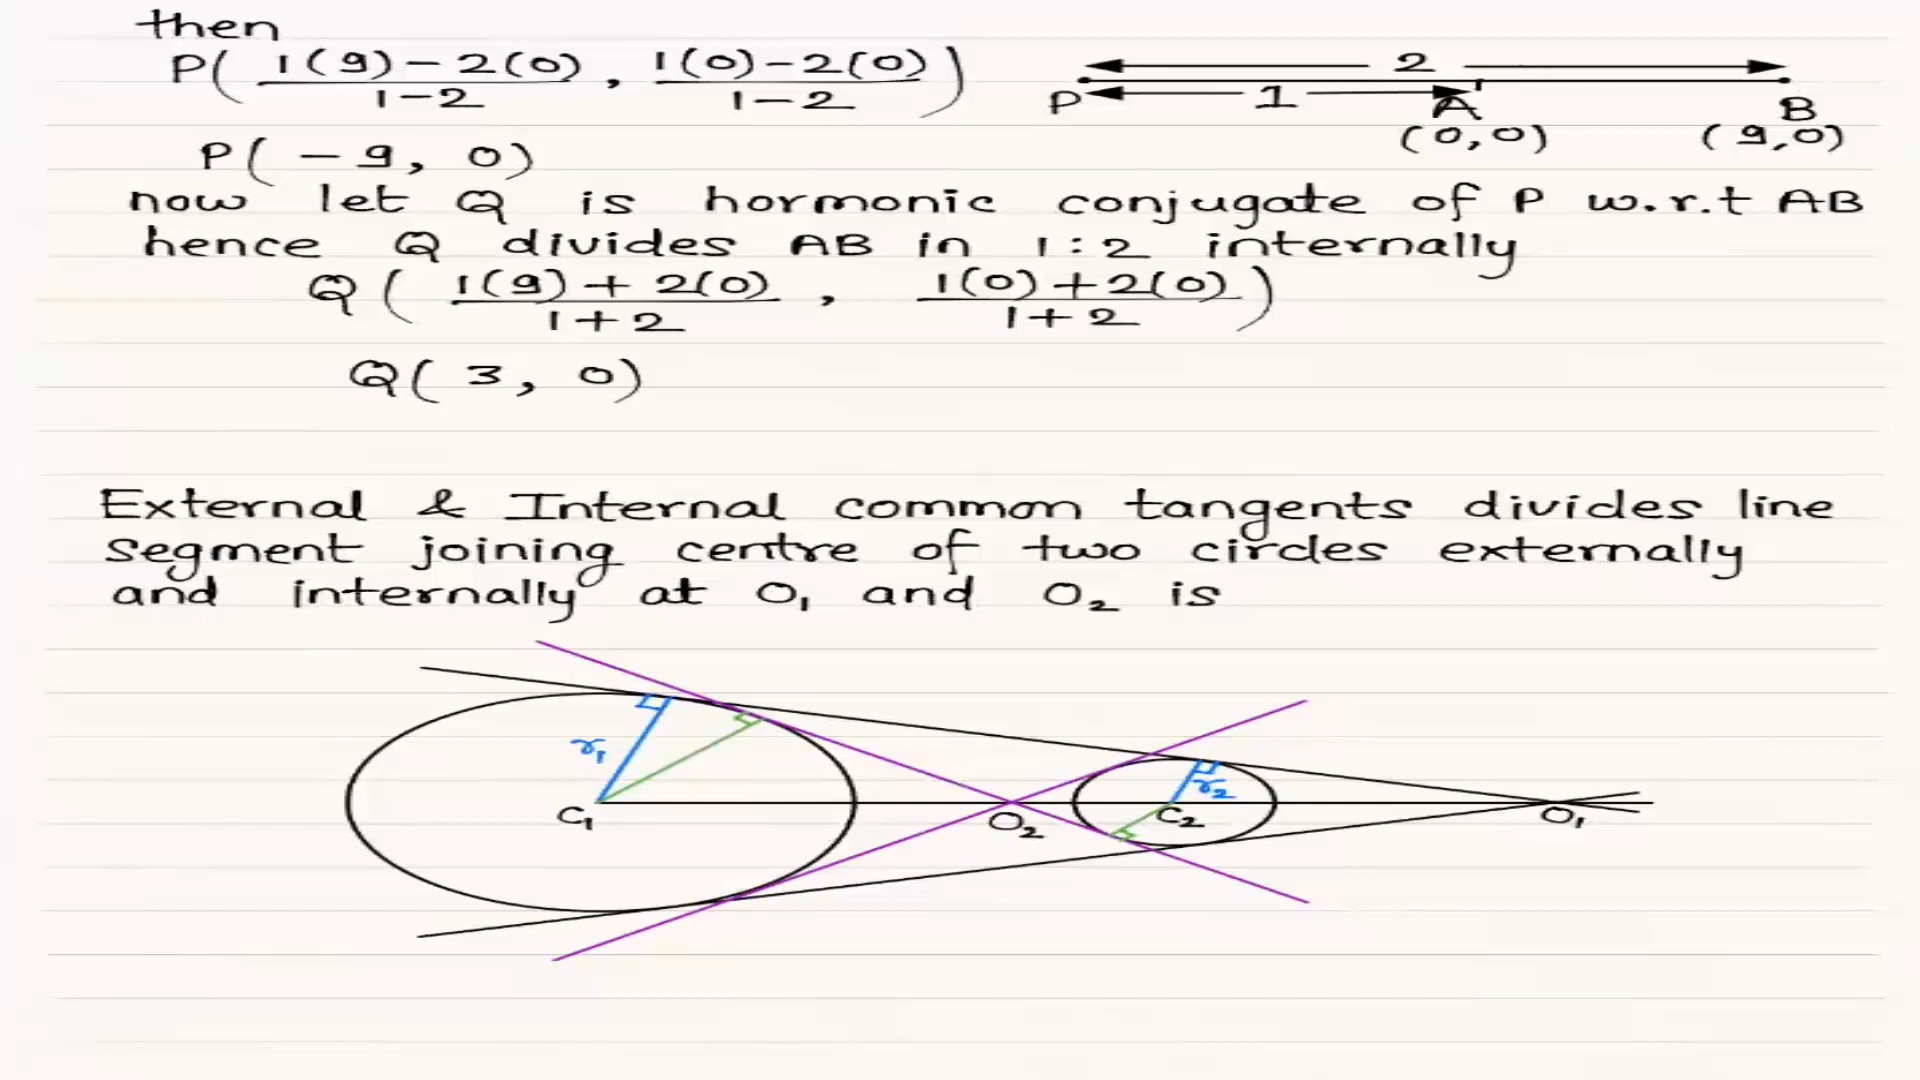 then
P( 1(9)-2(0) / 1-2 , 1(0)-2(0) / 1-2 )
2
P 1 A B
(0,0) (9,0)
P( -9, 0)
now let Q is hormonic conjugate of P w.r.t AB
hence Q divides AB in 1:2 internally
Q( 1(9)+2(0) / 1+2 , 1(0)+2(0) / 1+2 )
Q( 3, 0)
External & Internal common tangents divides line
segment joining centre of two circles externally
and internally at O₁ and O₂ is
r₁
r₂
C₁ O₂ C₂ O₁